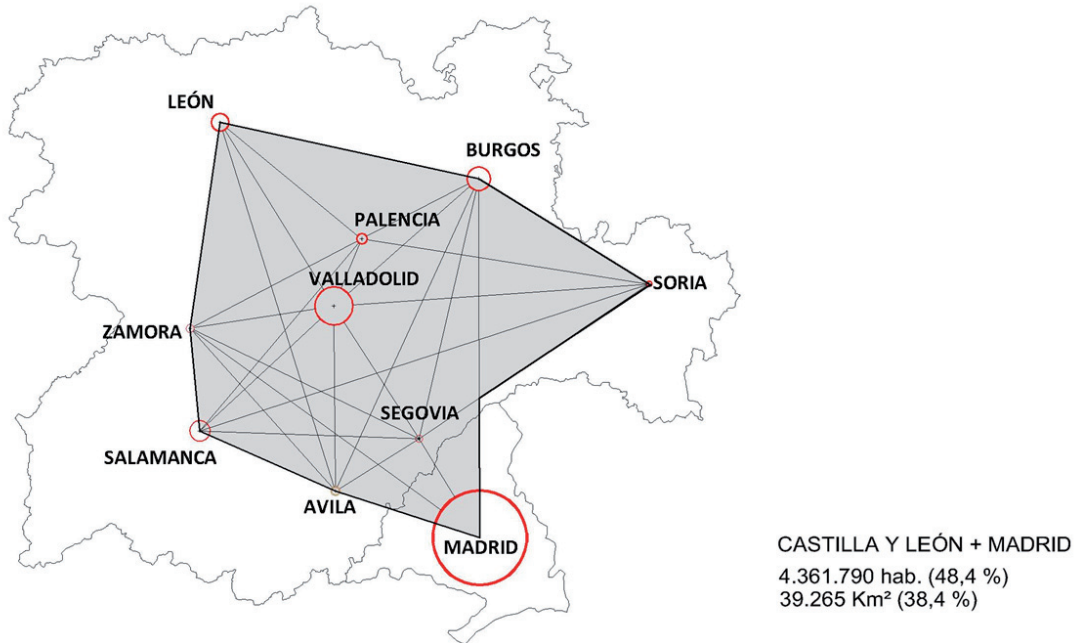 LEÓN
BURGOS
PALENCIA
VALLADOLID
SORIA
ZAMORA
SEGOVIA
SALAMANCA
AVILA
MADRID
CASTILLA Y LEÓN + MADRID
4.361.790 hab. (48,4 %)
39.265 Km² (38,4 %)